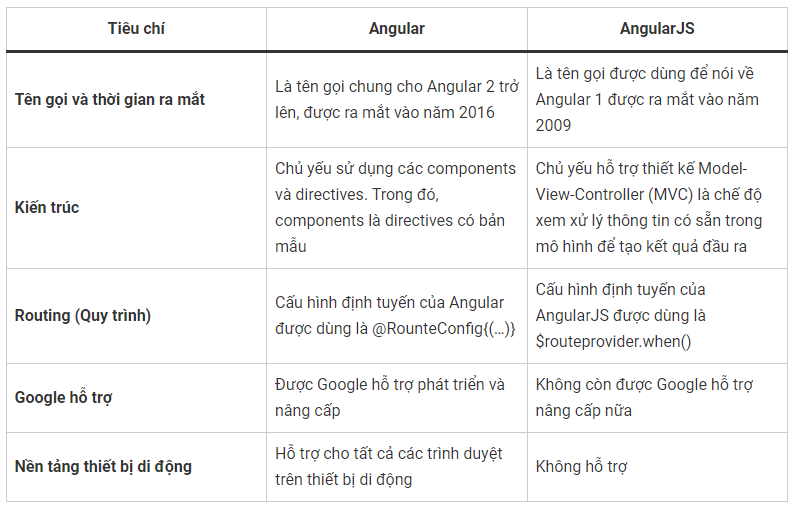 Tiêu chí
Angular
AngularJS
Tên gọi và thời gian ra mắt
Là tên gọi chung cho Angular 2 trở
lên, được ra mắt vào năm 2016
Là tên gọi được dùng để nói về
Angular 1 được ra mắt vào năm
2009
Kiến trúc
Chủ yếu sử dụng các components
và directives. Trong đó,
components là directives có bản
mẫu
Chủ yếu hỗ trợ thiết kế Model-
View-Controller (MVC) là chế độ
xem xử lý thông tin có sẵn trong
mô hình để tạo kết quả đầu ra
Routing (Quy trình)
Cấu hình định tuyến của Angular
được dùng là @RounteConfig{(…)}
Cấu hình định tuyến của
AngularJS được dùng là
$routeprovider.when()
Google hỗ trợ
Được Google hỗ trợ phát triển và
nâng cấp
Không còn được Google hỗ trợ
nâng cấp nữa
Nền tảng thiết bị di động
Hỗ trợ cho tất cả các trình duyệt
trên thiết bị di động
Không hỗ trợ